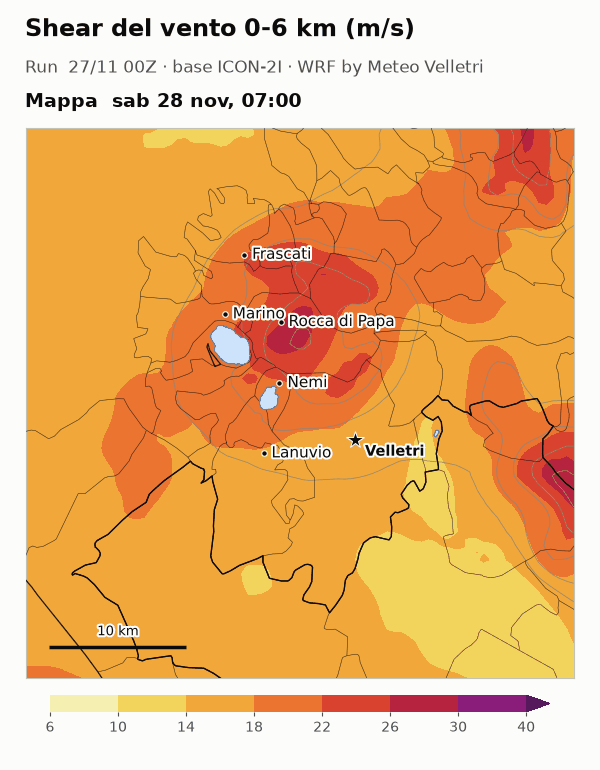 Shear del vento 0-6 km (m/s)
Run  27/11 00Z · base ICON-2I · WRF by Meteo Velletri
Mappa  sab 28 nov, 07:00
Frascati
Marino
Rocca di Papa
Nemi
Velletri
Lanuvio
10 km
6 10 14 18 22 26 30 40